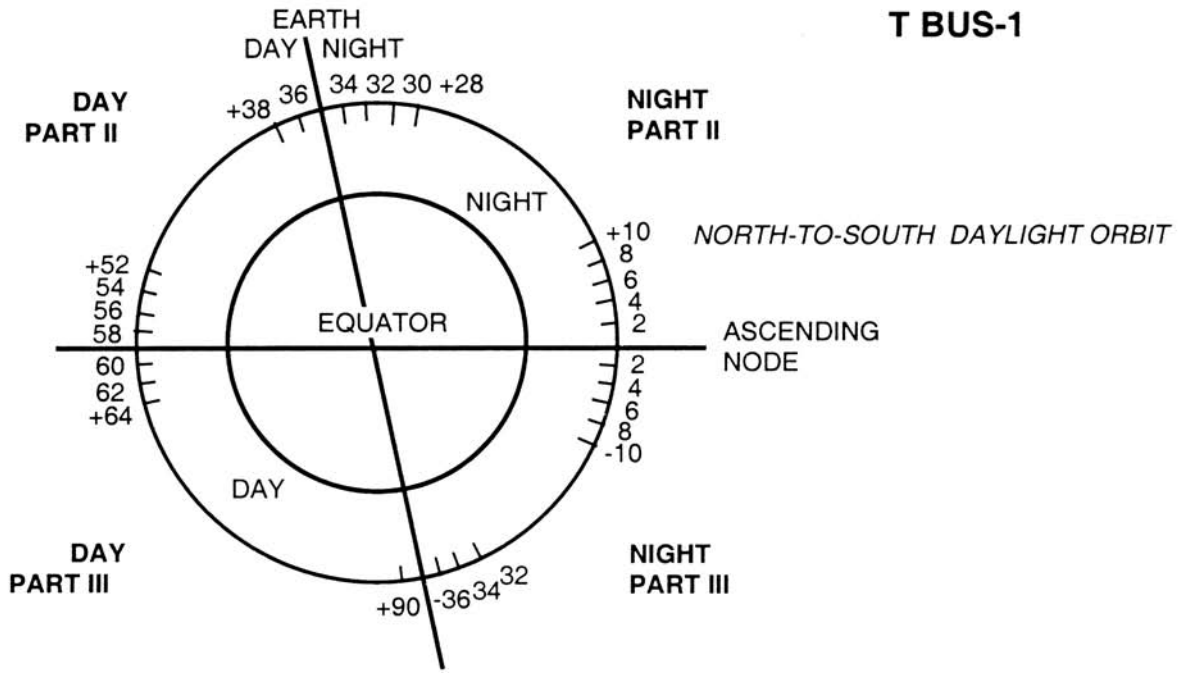 T BUS-1
EARTH
DAY NIGHT
+38 36 34 32 30 +28
DAY
PART II
NIGHT
PART II
NIGHT
NORTH-TO-SOUTH DAYLIGHT ORBIT
+10
8
6
4
2
+52
54
56
58
EQUATOR
ASCENDING
NODE
60
62
+64
2
4
6
8
-10
DAY
DAY
PART III
NIGHT
PART III
+90 -36 34 32